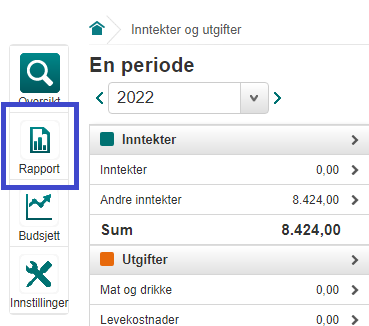 Inntekter og utgifter
En periode
2022
Oversikt
Rapport
Budsjett
Innstillinger
Inntekter
Inntekter 0,00
Andre inntekter 8.424,00
Sum 8.424,00
Utgifter
Mat og drikke 0,00
Levekostnader 0,00